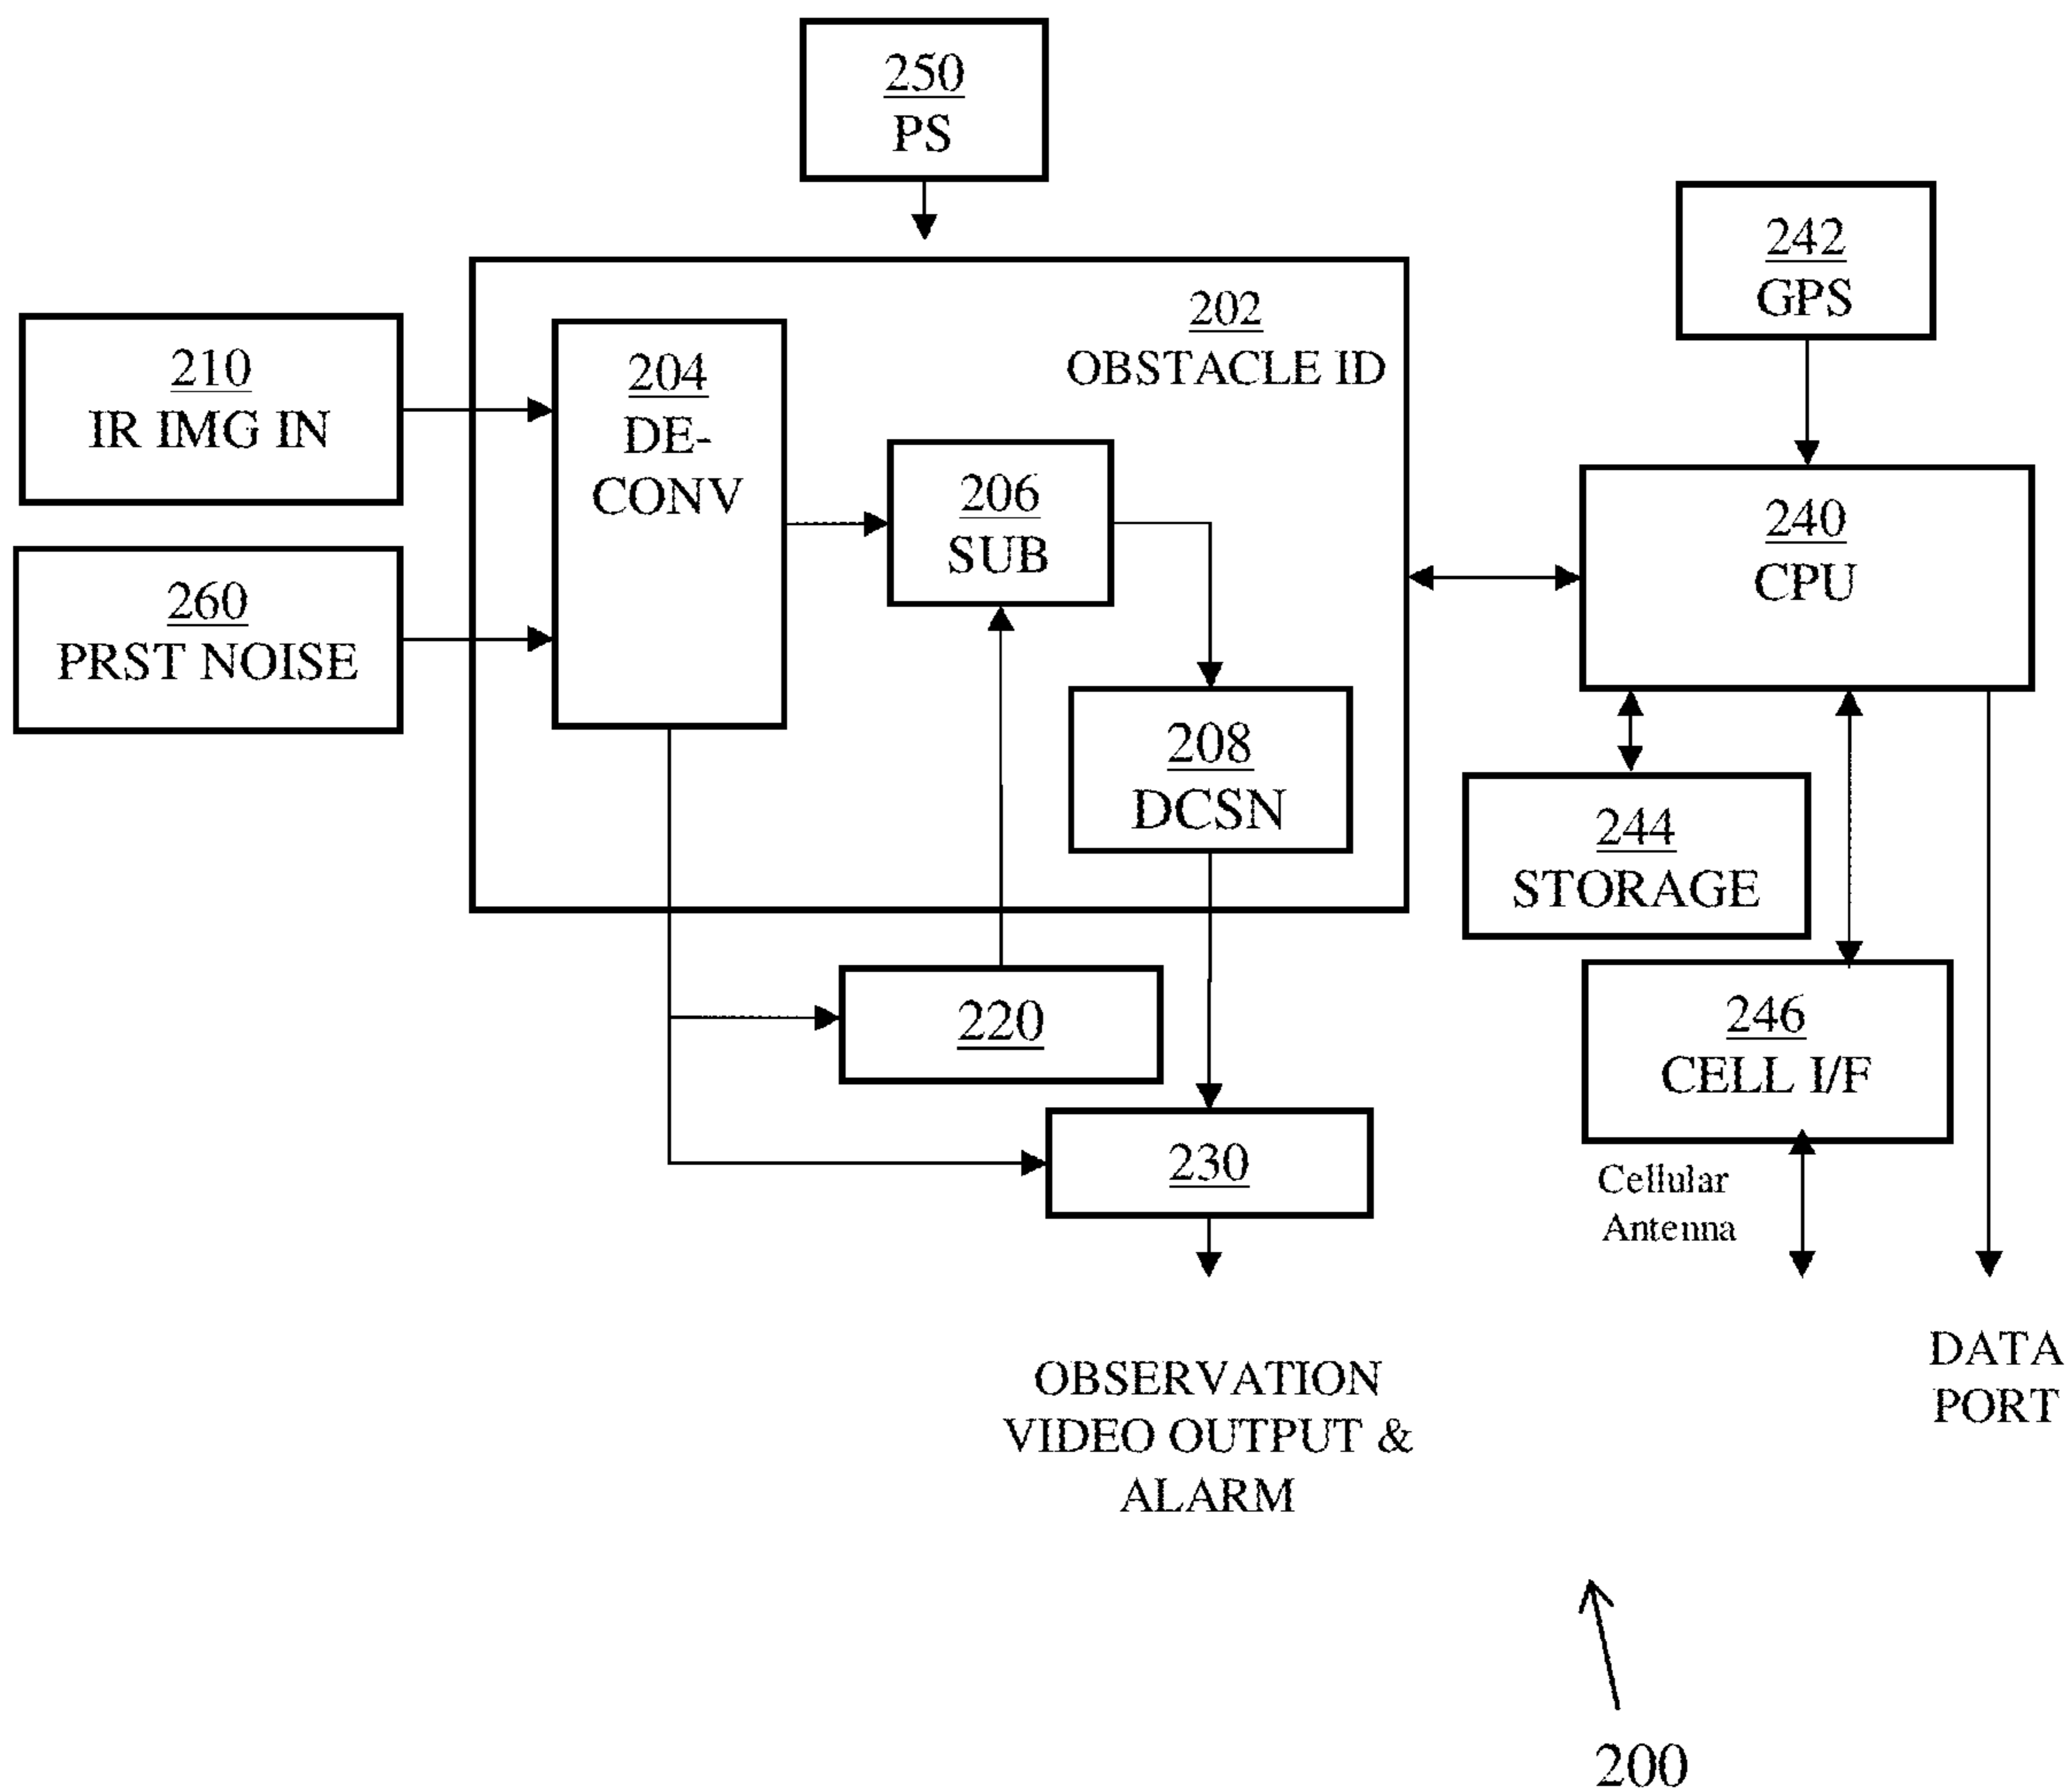 250
PS
242
GPS
202
OBSTACLE ID
210
IR IMG IN
204
DE-
CONV
206
SUB
240
CPU
260
PRST NOISE
208
DCSN
244
STORAGE
220
246
CELL I/F
230
Cellular
Antenna
OBSERVATION
VIDEO OUTPUT &
ALARM
DATA
PORT
200